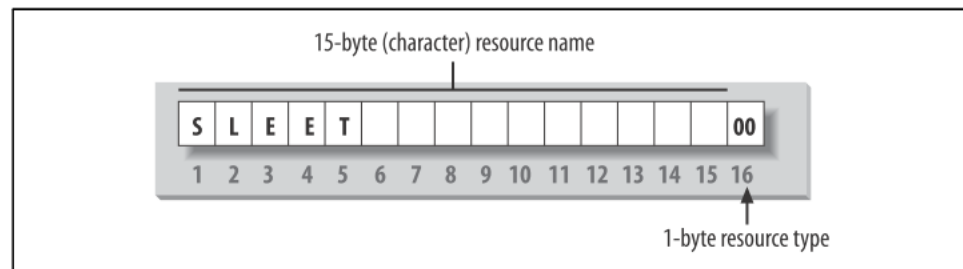 15-byte (character) resource name
S L E E T 00
1 2 3 4 5 6 7 8 9 10 11 12 13 14 15 16
1-byte resource type